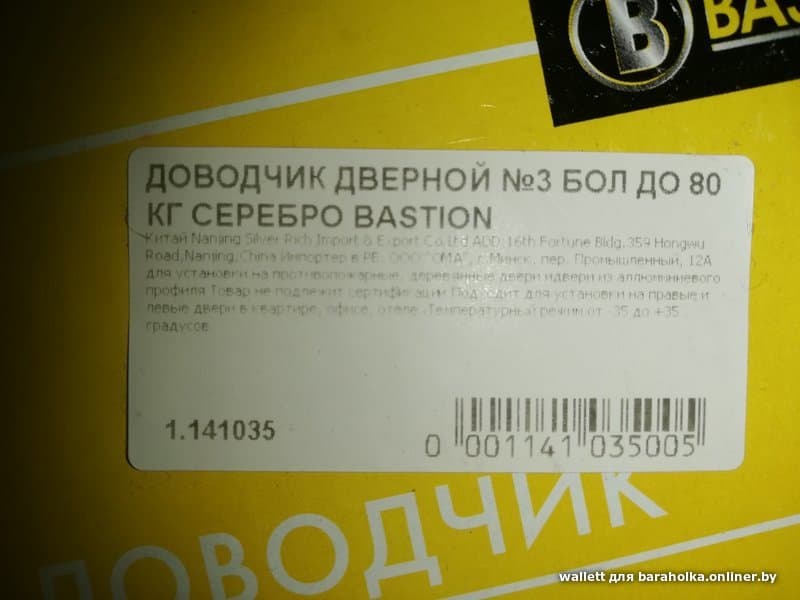 B BAS
ДОВОДЧИК ДВЕРНОЙ №3 БОЛ ДО 80
КГ СЕРЕБРО BASTION
Китай Nanjing Silver Rich Import & Export Co.Ltd ADD:16th Fortune Bldg.359 Hongwu
Road,Nanjing,China Импортер в РБ: ООО "ОМА", г.Минск, пер. Промышленный, 12А
для установки на противопожарные, деревянные двери идвери из аллюминиевого
профиля Товар не подлежит сертификации Подходит для установки на правые и
левые двери в квартире, офисе, отеле. Температурный режим от -35 до +35
градусов
1.141035
0 001141 035005
ДОВОДЧИК
wallett для baraholka.onliner.by